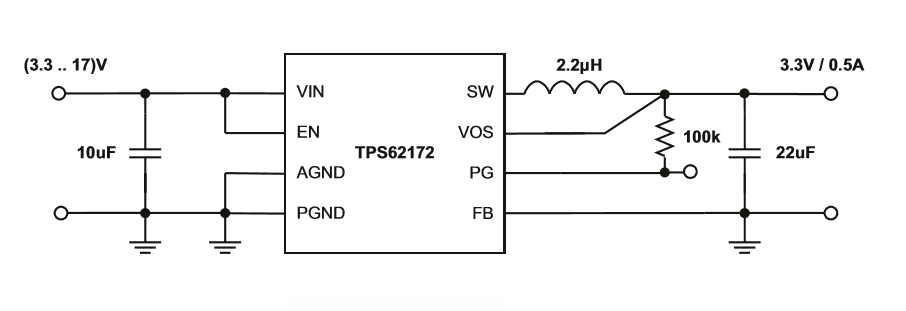 (3.3 .. 17)V
2.2µH
3.3V / 0.5A
VIN
SW
EN
VOS
100k
10uF
TPS62172
22uF
AGND
PG
PGND
FB